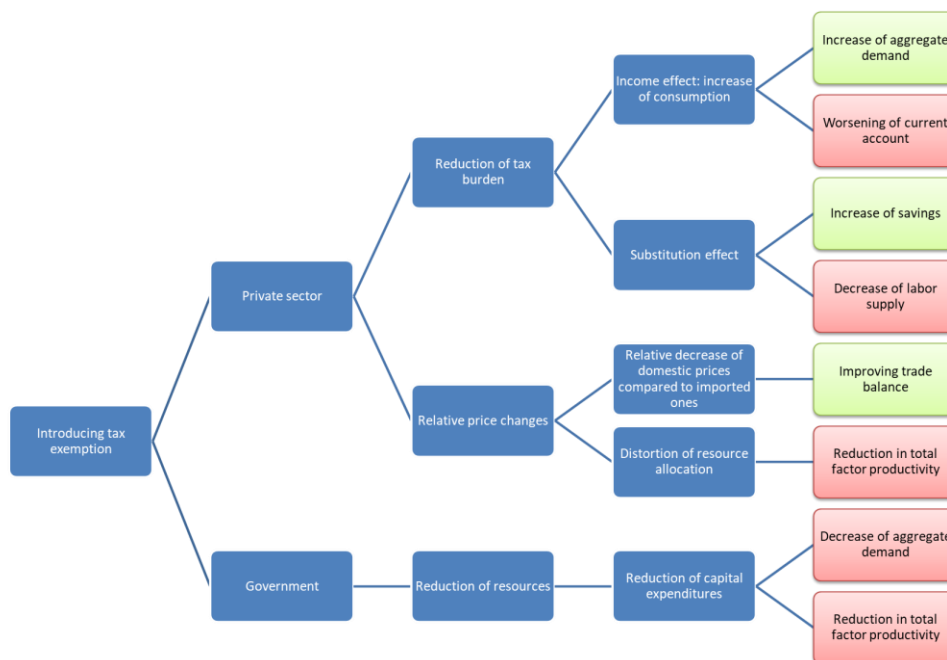 Increase of aggregate
demand
Income effect: increase
of consumption
Worsening of current
account
Reduction of tax
burden
Increase of savings
Substitution effect
Decrease of labor
supply
Private sector
Relative decrease of
domestic prices
compared to imported
ones
Improving trade
balance
Relative price changes
Introducing tax
exemption
Distortion of resource
allocation
Reduction in total
factor productivity
Decrease of aggregate
demand
Government
Reduction of resources
Reduction of capital
expenditures
Reduction in total
factor productivity